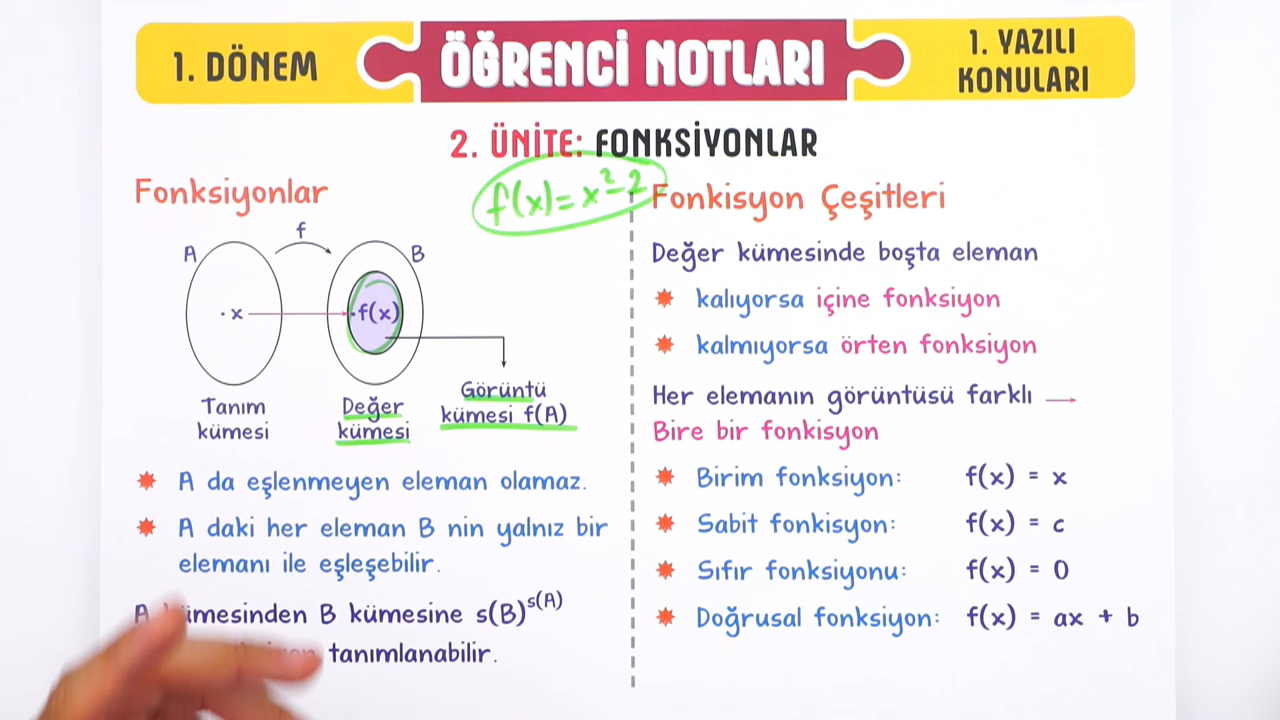 1. DÖNEM
ÖĞRENCİ NOTLARI
1. YAZILI
KONULARI
2. ÜNİTE: FONKSİYONLAR
Fonksiyonlar
f(x)=x²-2
f
A
B
· x
· f(x)
Tanım
kümesi
Değer
kümesi
Görüntü
kümesi f(A)
A da eşlenmeyen eleman olamaz.
A daki her eleman B nin yalnız bir
elemanı ile eşleşebilir.
A kümesinden B kümesine s(B)^s(A)
tanımlanabilir.
Fonkisyon Çeşitleri
Değer kümesinde boşta eleman
kalıyorsa içine fonksiyon
kalmıyorsa örten fonksiyon
Her elemanın görüntüsü farklı →
Bire bir fonkisyon
Birim fonksiyon: f(x) = x
Sabit fonkisyon: f(x) = c
Sıfır fonksiyonu: f(x) = 0
Doğrusal fonksiyon: f(x) = ax + b